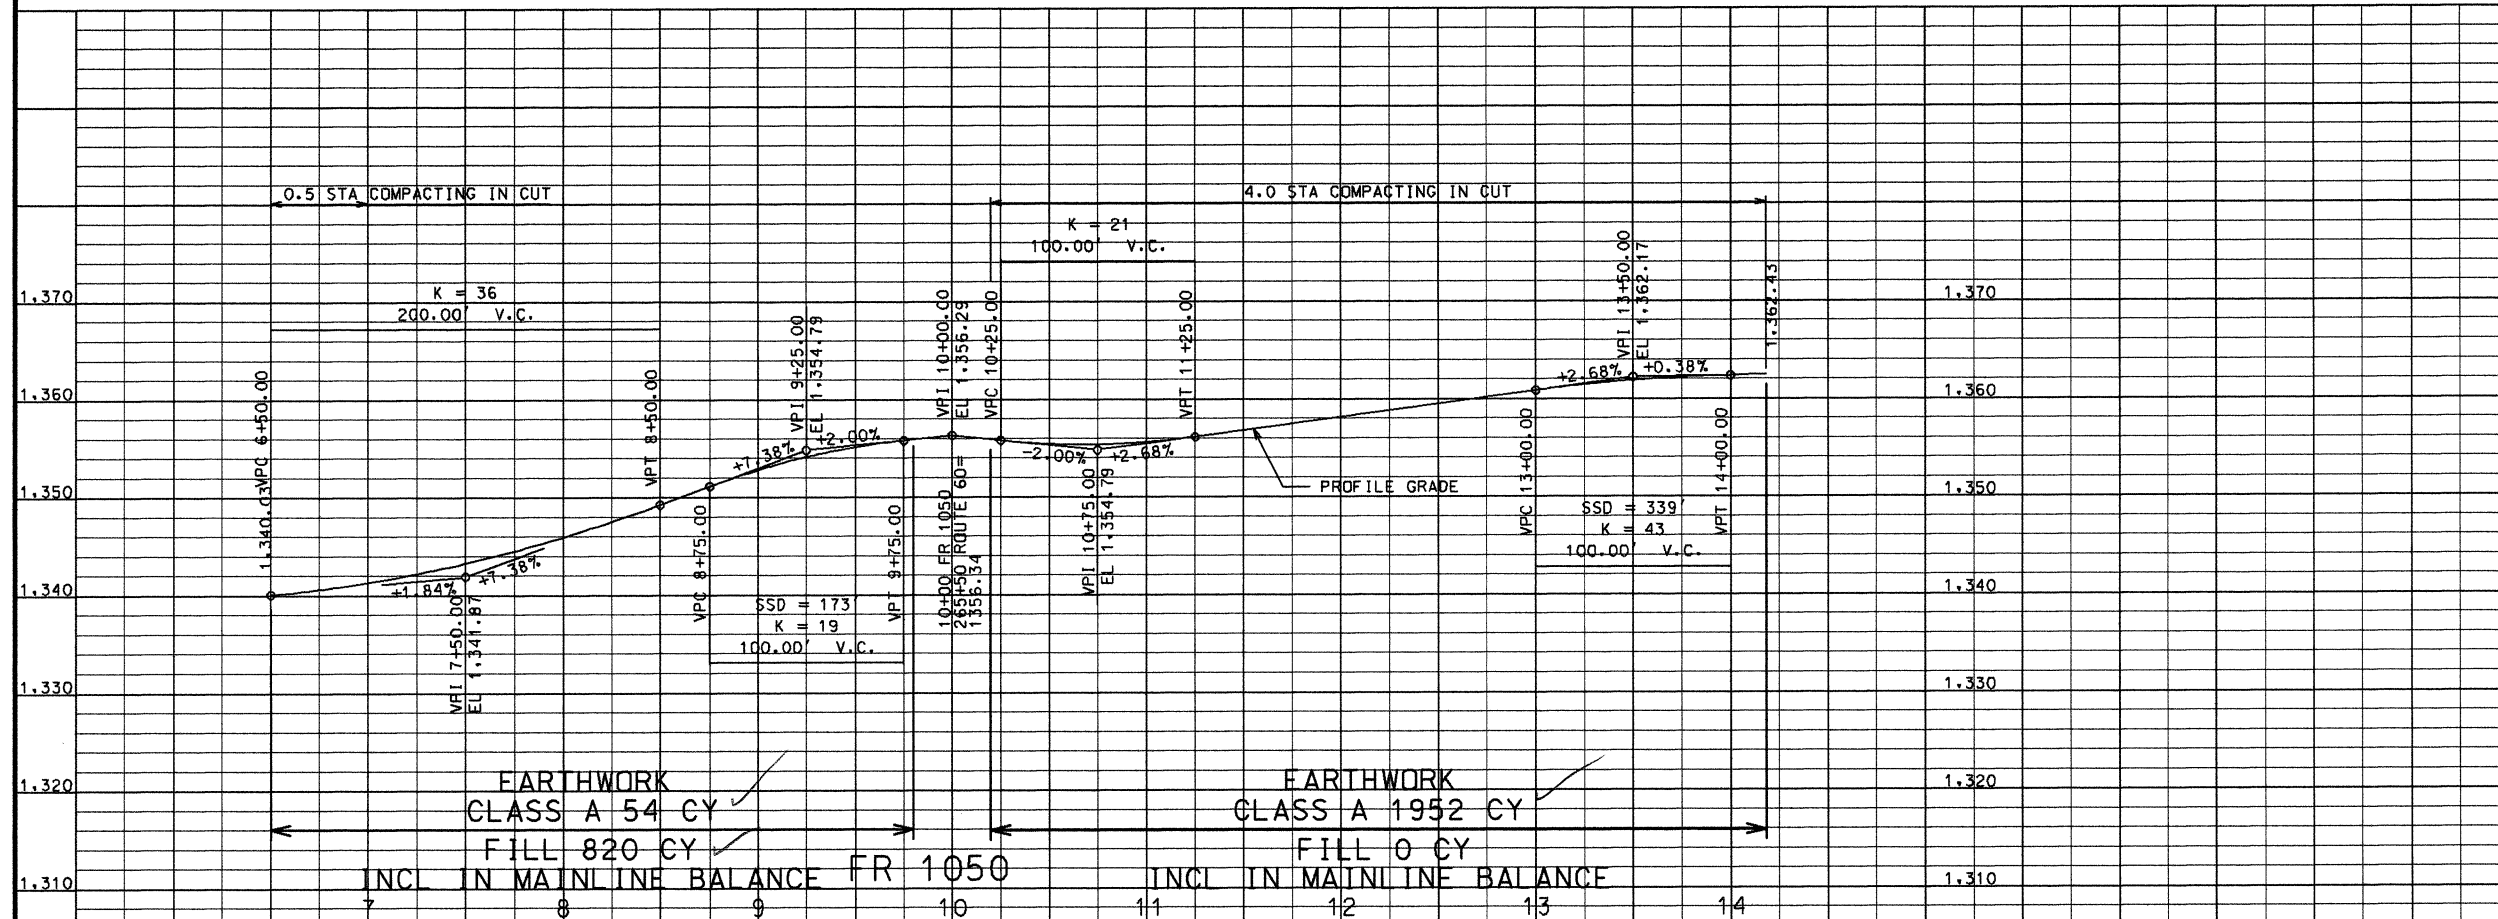 0.5 STA COMPACTING IN CUT
4.0 STA COMPACTING IN CUT
K = 21
100.00' V.C.
K = 36
200.00' V.C.
1,370
1,360
1,350
1,340
1,330
1,320
1,310
1,340.03
VPC 6+50.00
+1.84%
+7.38%
VPI 7+50.00
EL 1,341.87
VPT 8+50.00
VPC 8+75.00
+7.38%
VPI 9+25.00
EL 1,354.79
+2.00%
VPT 9+75.00
SSD = 173'
K = 19
100.00' V.C.
VPI 10+00.00
EL 1,356.29
10+00 FR 1050
265+50 ROUTE 60=
1356.34
VPC 10+25.00
-2.00%
+2.68%
VPI 10+75.00
EL 1,354.79
VPT 11+25.00
PROFILE GRADE
VPC 13+00.00
+2.68%
+0.38%
VPI 13+50.00
EL 1,362.17
VPT 14+00.00
SSD = 339'
K = 43
100.00' V.C.
1,362.43
1,370
1,360
1,350
1,340
1,330
1,320
1,310
EARTHWORK
CLASS A 54 CY
FILL 820 CY
INCL IN MAINLINE BALANCE
FR 1050
EARTHWORK
CLASS A 1952 CY
FILL 0 CY
INCL IN MAINLINE BALANCE
7 8 9 10 11 12 13 14